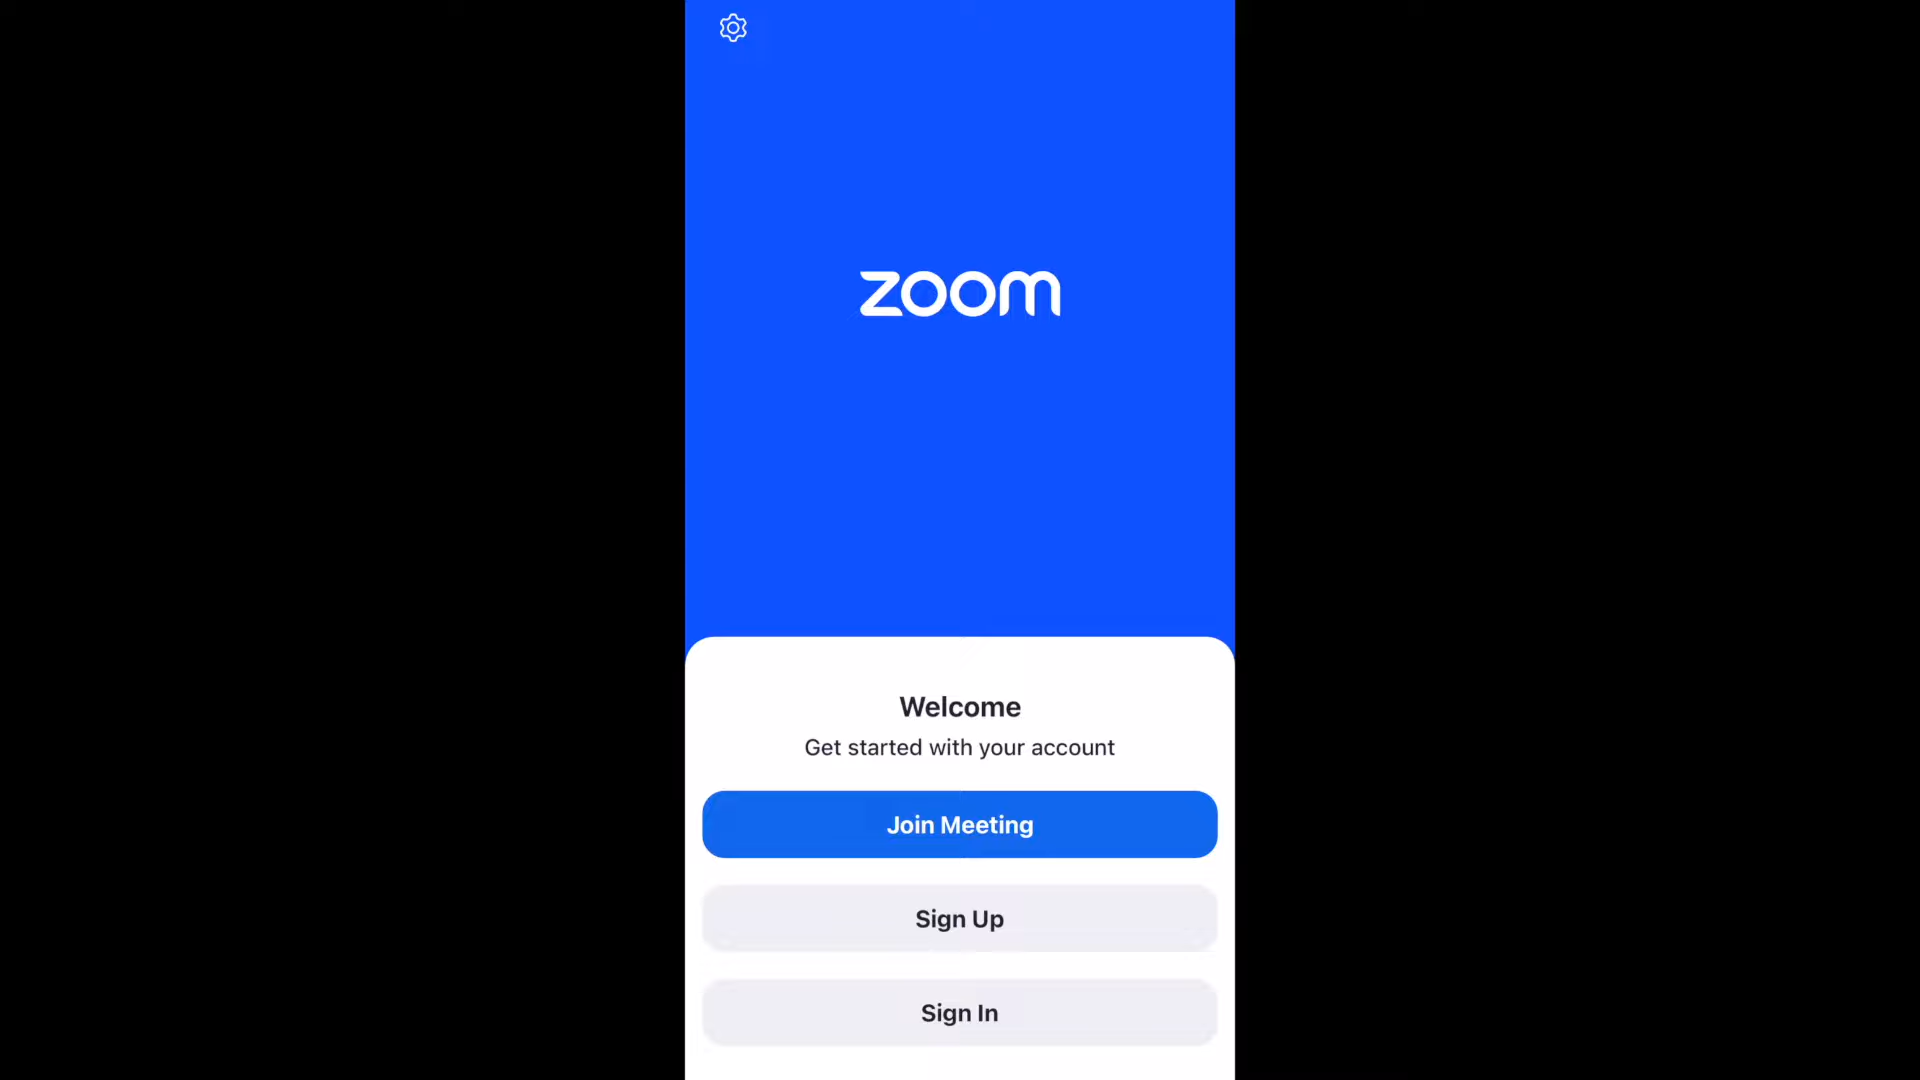 zoom
Welcome
Get started with your account
Join Meeting
Sign Up
Sign In